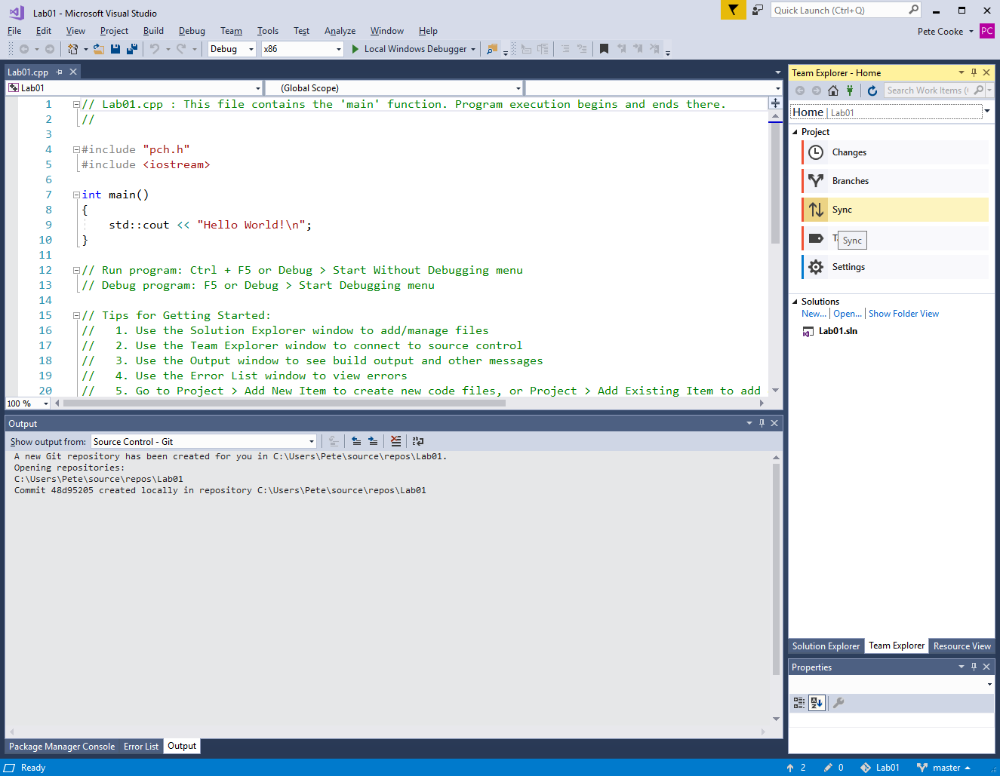 Lab01 - Microsoft Visual Studio
Quick Launch (Ctrl+Q)
File Edit View Project Build Debug Team Tools Test Analyze Window Help
Pete Cooke PC
Debug x86 Local Windows Debugger
Lab01.cpp
Lab01 (Global Scope)
1 // Lab01.cpp : This file contains the 'main' function. Program execution begins and ends there.
2 //
3
4 #include "pch.h"
5 #include <iostream>
6
7 int main()
8 {
9 std::cout << "Hello World!\n";
10 }
11
12 // Run program: Ctrl + F5 or Debug > Start Without Debugging menu
13 // Debug program: F5 or Debug > Start Debugging menu
14
15 // Tips for Getting Started:
16 // 1. Use the Solution Explorer window to add/manage files
17 // 2. Use the Team Explorer window to connect to source control
18 // 3. Use the Output window to see build output and other messages
19 // 4. Use the Error List window to view errors
20 // 5. Go to Project > Add New Item to create new code files, or Project > Add Existing Item to add
100 %
Output
Show output from: Source Control - Git
A new Git repository has been created for you in C:\Users\Pete\source\repos\Lab01.
Opening repositories:
C:\Users\Pete\source\repos\Lab01
Commit 48d95205 created locally in repository C:\Users\Pete\source\repos\Lab01
Package Manager Console Error List Output
Team Explorer - Home
Search Work Items (
Home | Lab01
Project
Changes
Branches
Sync
T
Sync
Settings
Solutions
New... | Open... | Show Folder View
Lab01.sln
Solution Explorer Team Explorer Resource View
Properties
Ready
2 0 Lab01 master